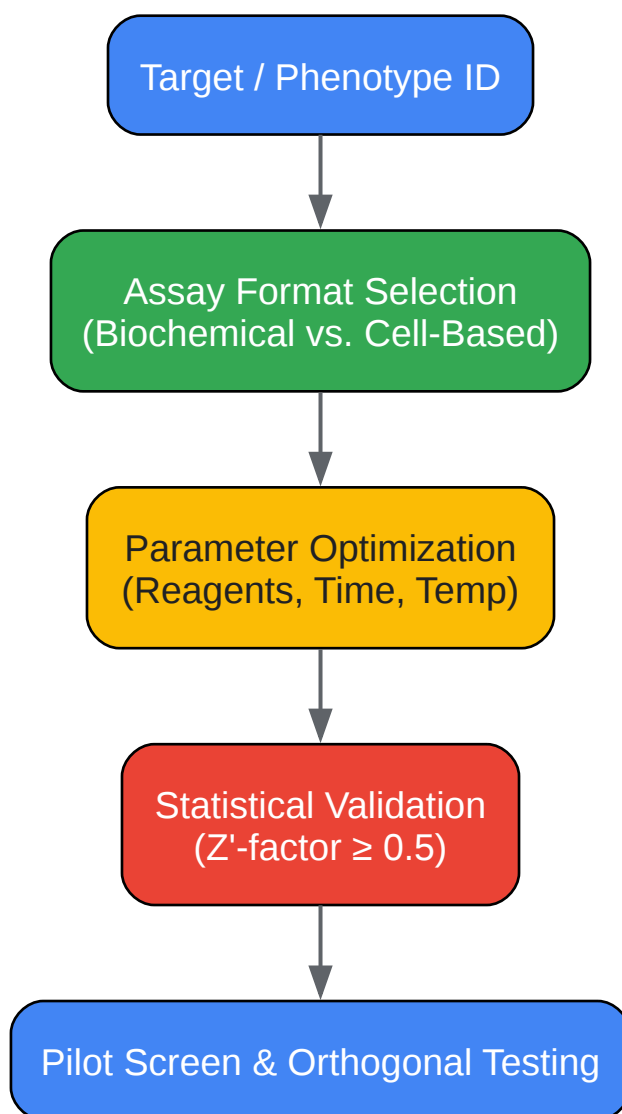 Target / Phenotype ID
Assay Format Selection
(Biochemical vs. Cell-Based)
Parameter Optimization
(Reagents, Time, Temp)
Statistical Validation
(Z'-factor ≥ 0.5)
Pilot Screen & Orthogonal Testing